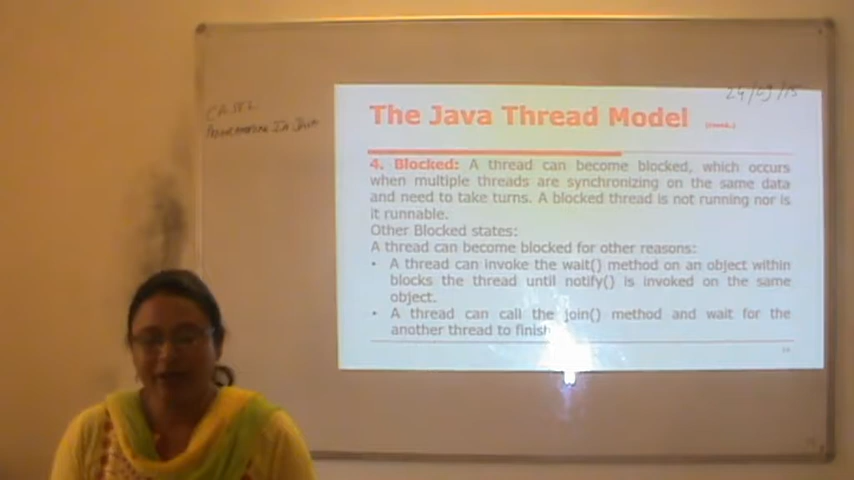 The Java Thread Model (contd.)
4. Blocked: A thread can become blocked, which occurs
when multiple threads are synchronizing on the same data
and need to take turns. A blocked thread is not running nor is
it runnable.
Other Blocked states:
A thread can become blocked for other reasons:
• A thread can invoke the wait() method on an object within
blocks the thread until notify() is invoked on the same
object.
• A thread can call the join() method and wait for the
another thread to finish